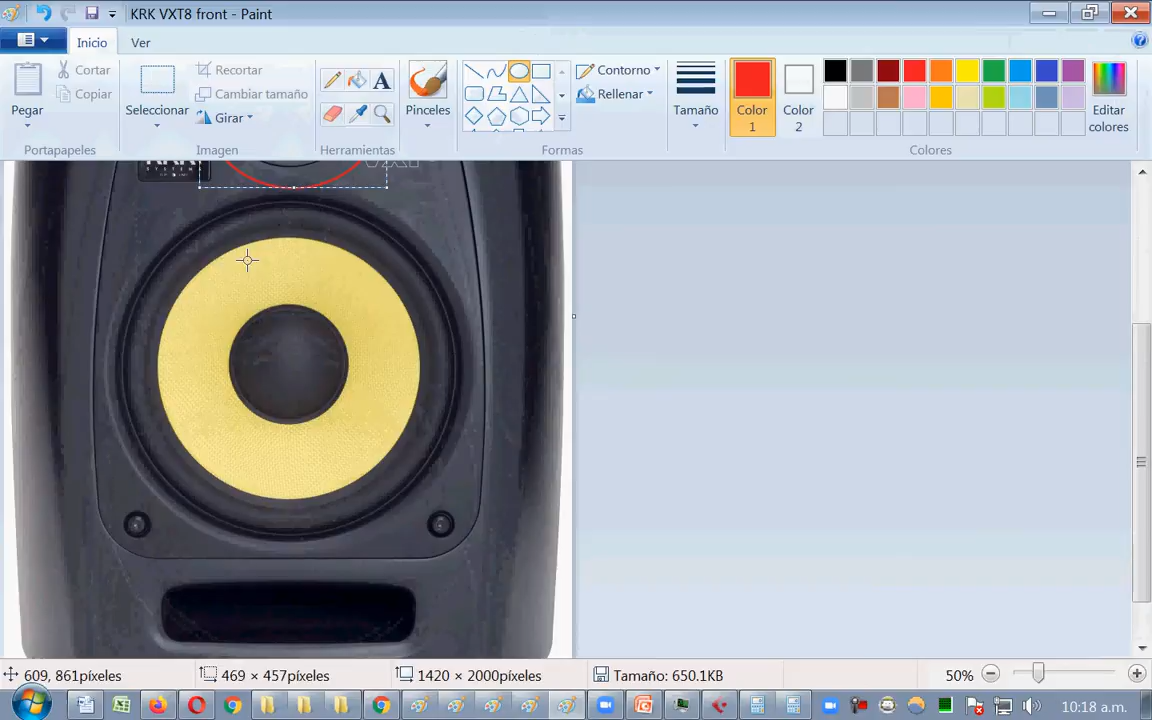 KRK VXT8 front - Paint
Inicio
Ver
Pegar
Cortar
Copiar
Portapapeles
Seleccionar
Recortar
Cambiar tamaño
Girar
Imagen
A
Herramientas
Pinceles
Formas
Contorno
Rellenar
Tamaño
Color 1
Color 2
Editar colores
Colores
SYSTEMS
609, 861píxeles
469 × 457píxeles
1420 × 2000píxeles
Tamaño: 650.1KB
50%
10:18 a.m.